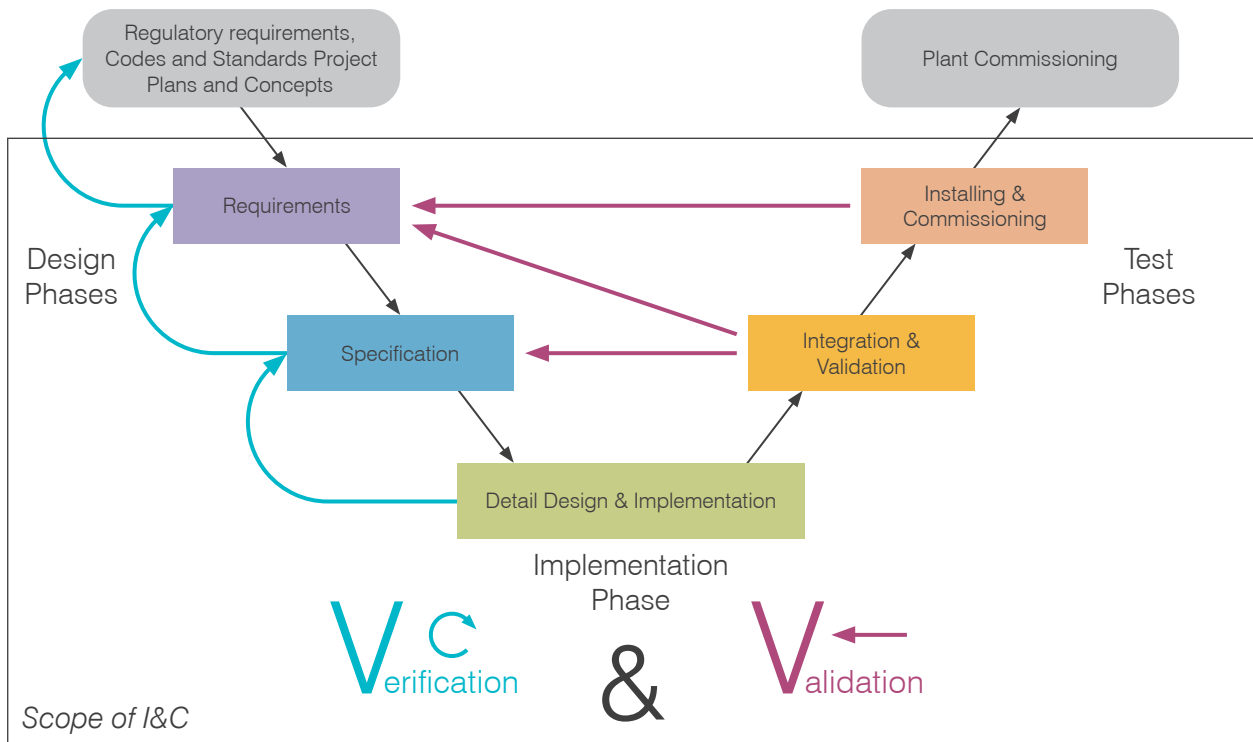 Regulatory requirements,
Codes and Standards Project
Plans and Concepts
Plant Commissioning
Requirements
Installing &
Commissioning
Design
Phases
Test
Phases
Specification
Integration &
Validation
Detail Design & Implementation
Implementation
Phase
Verification
&
Validation
Scope of I&C